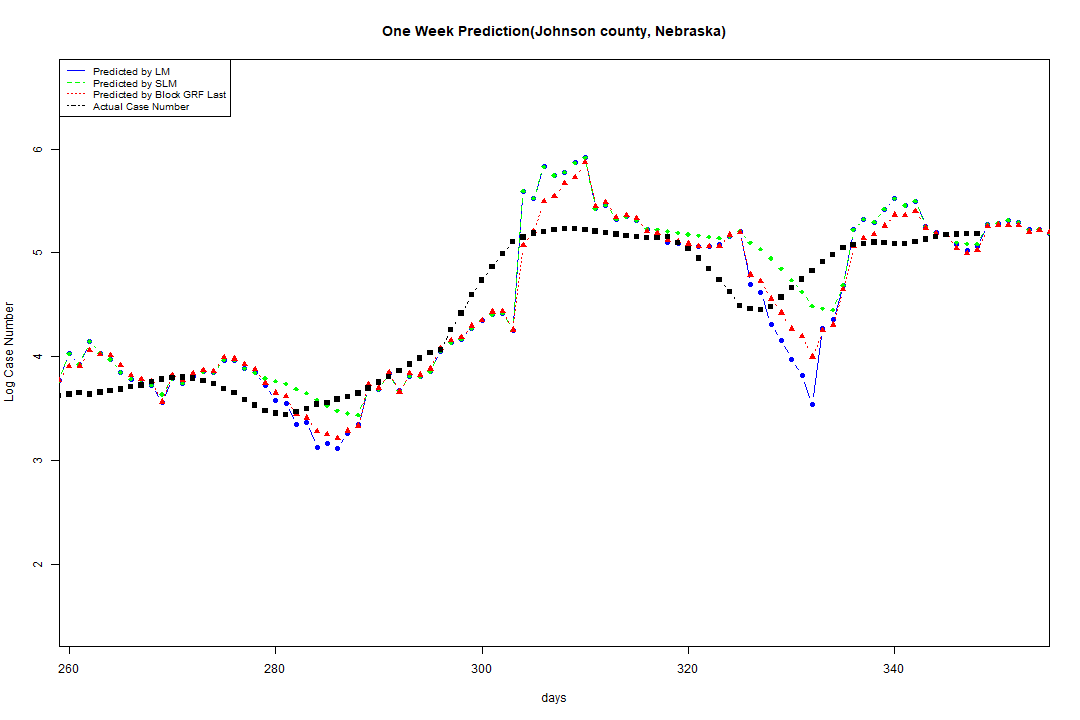 One Week Prediction(Johnson county, Nebraska)
Predicted by LM
Predicted by SLM
Predicted by Block GRF Last
Actual Case Number
6
5
4
3
2
Log Case Number
260 280 300 320 340
days